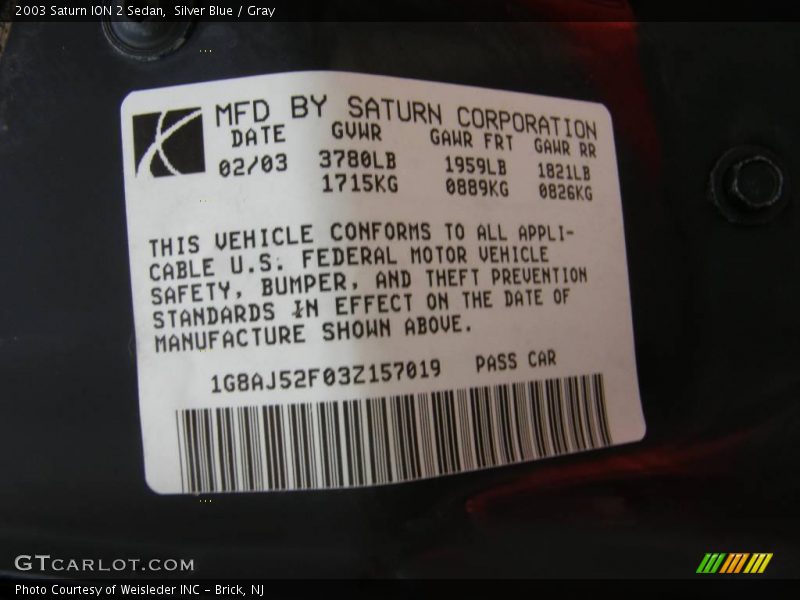 2003 Saturn ION 2 Sedan,  Silver Blue / Gray
MFD BY SATURN CORPORATION
DATE GVWR GAWR FRT GAWR RR
02/03 3780LB 1959LB 1821LB
1715KG 0889KG 0826KG
THIS VEHICLE CONFORMS TO ALL APPLI-
CABLE U.S. FEDERAL MOTOR VEHICLE
SAFETY, BUMPER, AND THEFT PREVENTION
STANDARDS IN EFFECT ON THE DATE OF
MANUFACTURE SHOWN ABOVE.
1G8AJ52F03Z157019 PASS CAR
GTCARLOT.COM
Photo Courtesy of Weisleder INC - Brick, NJ